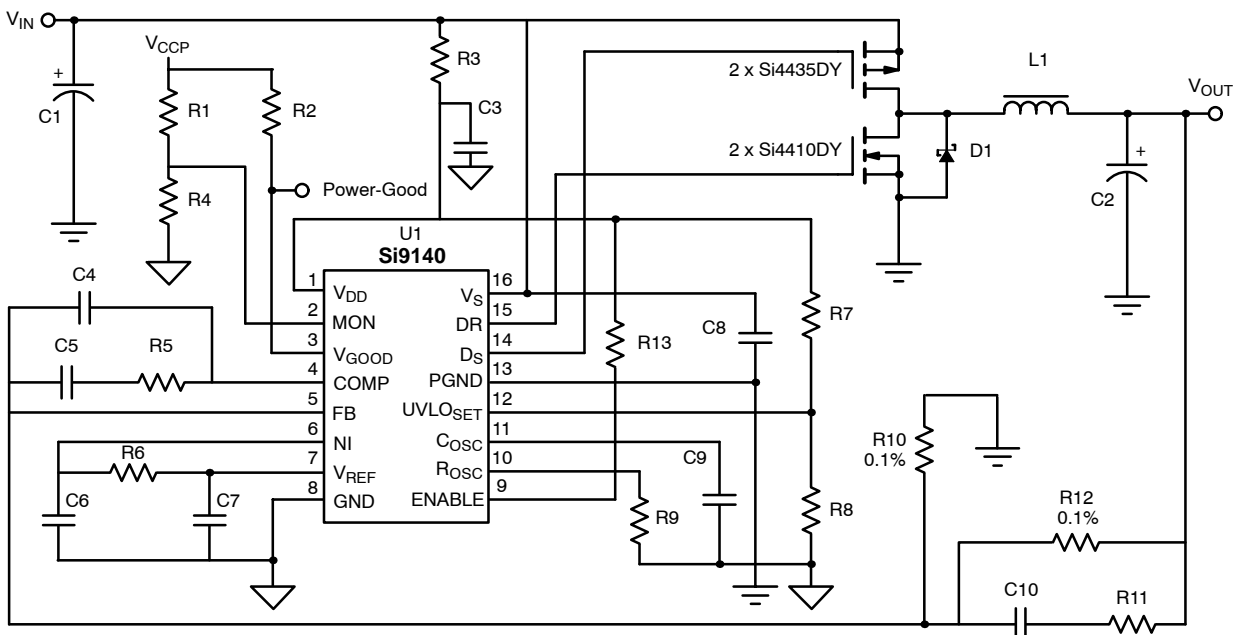 VIN
VCCP
R3
2 x Si4435DY
L1
VOUT
+
C1
R1
R2
C3
2 x Si4410DY
D1
+
C2
R4
Power-Good
U1
Si9140
C4
1
VDD
16
VS
2
MON
15
DR
R7
C5
R5
3
VGOOD
14
DS
R13
C8
4
COMP
13
PGND
5
FB
12
UVLOSET
6
NI
11
COSC
R6
7
VREF
10
ROSC
C9
R10
0.1%
C6
C7
8
GND
9
ENABLE
R9
R8
R12
0.1%
C10
R11